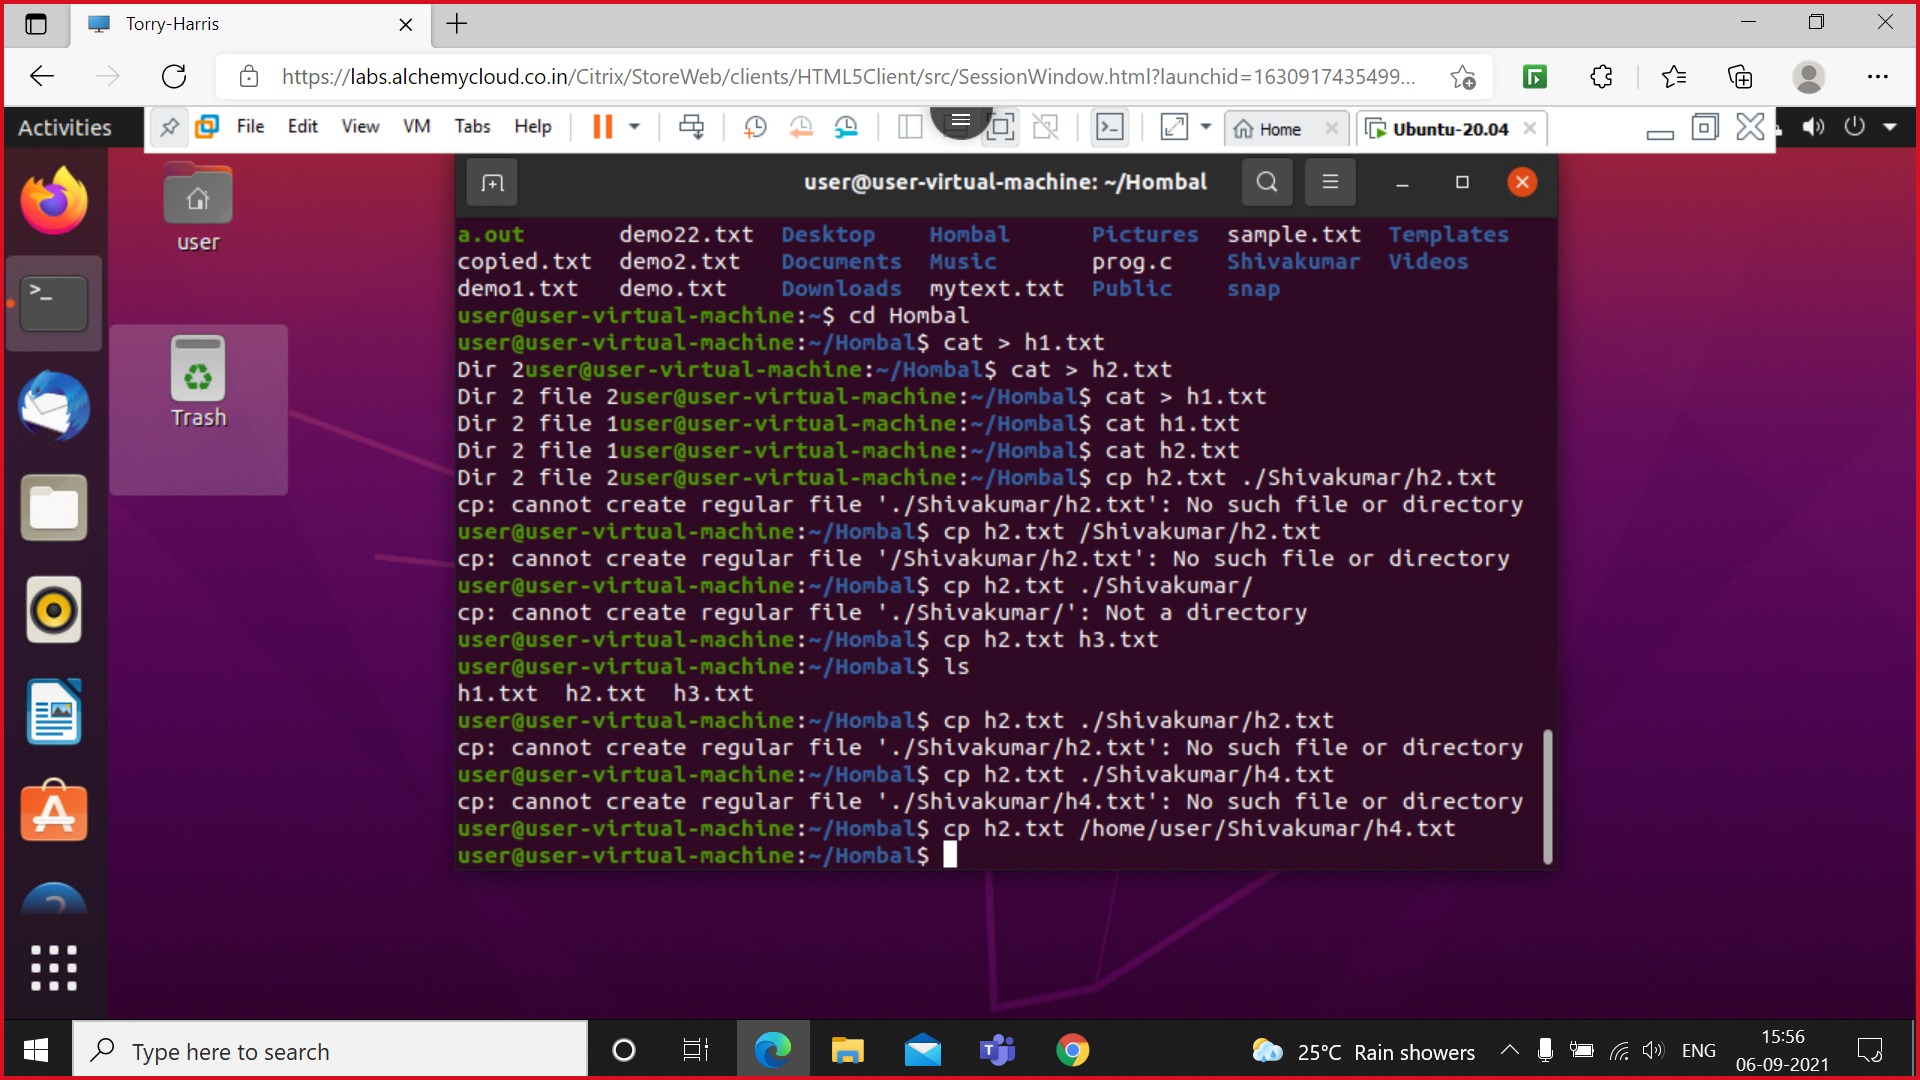 Torry-Harris
https://labs.alchemycloud.co.in/Citrix/StoreWeb/clients/HTML5Client/src/SessionWindow.html?launchid=1630917435499...
Activities File Edit View VM Tabs Help Home Ubuntu-20.04
user@user-virtual-machine: ~/Hombal
user
Trash
a.out demo22.txt Desktop Hombal Pictures sample.txt Templates
copied.txt demo2.txt Documents Music prog.c Shivakumar Videos
demo1.txt demo.txt Downloads mytext.txt Public snap
user@user-virtual-machine:~$ cd Hombal
user@user-virtual-machine:~/Hombal$ cat > h1.txt
Dir 2user@user-virtual-machine:~/Hombal$ cat > h2.txt
Dir 2 file 2user@user-virtual-machine:~/Hombal$ cat > h1.txt
Dir 2 file 1user@user-virtual-machine:~/Hombal$ cat h1.txt
Dir 2 file 1user@user-virtual-machine:~/Hombal$ cat h2.txt
Dir 2 file 2user@user-virtual-machine:~/Hombal$ cp h2.txt ./Shivakumar/h2.txt
cp: cannot create regular file './Shivakumar/h2.txt': No such file or directory
user@user-virtual-machine:~/Hombal$ cp h2.txt /Shivakumar/h2.txt
cp: cannot create regular file '/Shivakumar/h2.txt': No such file or directory
user@user-virtual-machine:~/Hombal$ cp h2.txt ./Shivakumar/
cp: cannot create regular file './Shivakumar/': Not a directory
user@user-virtual-machine:~/Hombal$ cp h2.txt h3.txt
user@user-virtual-machine:~/Hombal$ ls
h1.txt h2.txt h3.txt
user@user-virtual-machine:~/Hombal$ cp h2.txt ./Shivakumar/h2.txt
cp: cannot create regular file './Shivakumar/h2.txt': No such file or directory
user@user-virtual-machine:~/Hombal$ cp h2.txt ./Shivakumar/h4.txt
cp: cannot create regular file './Shivakumar/h4.txt': No such file or directory
user@user-virtual-machine:~/Hombal$ cp h2.txt /home/user/Shivakumar/h4.txt
user@user-virtual-machine:~/Hombal$
Type here to search
25°C Rain showers
ENG
15:56
06-09-2021